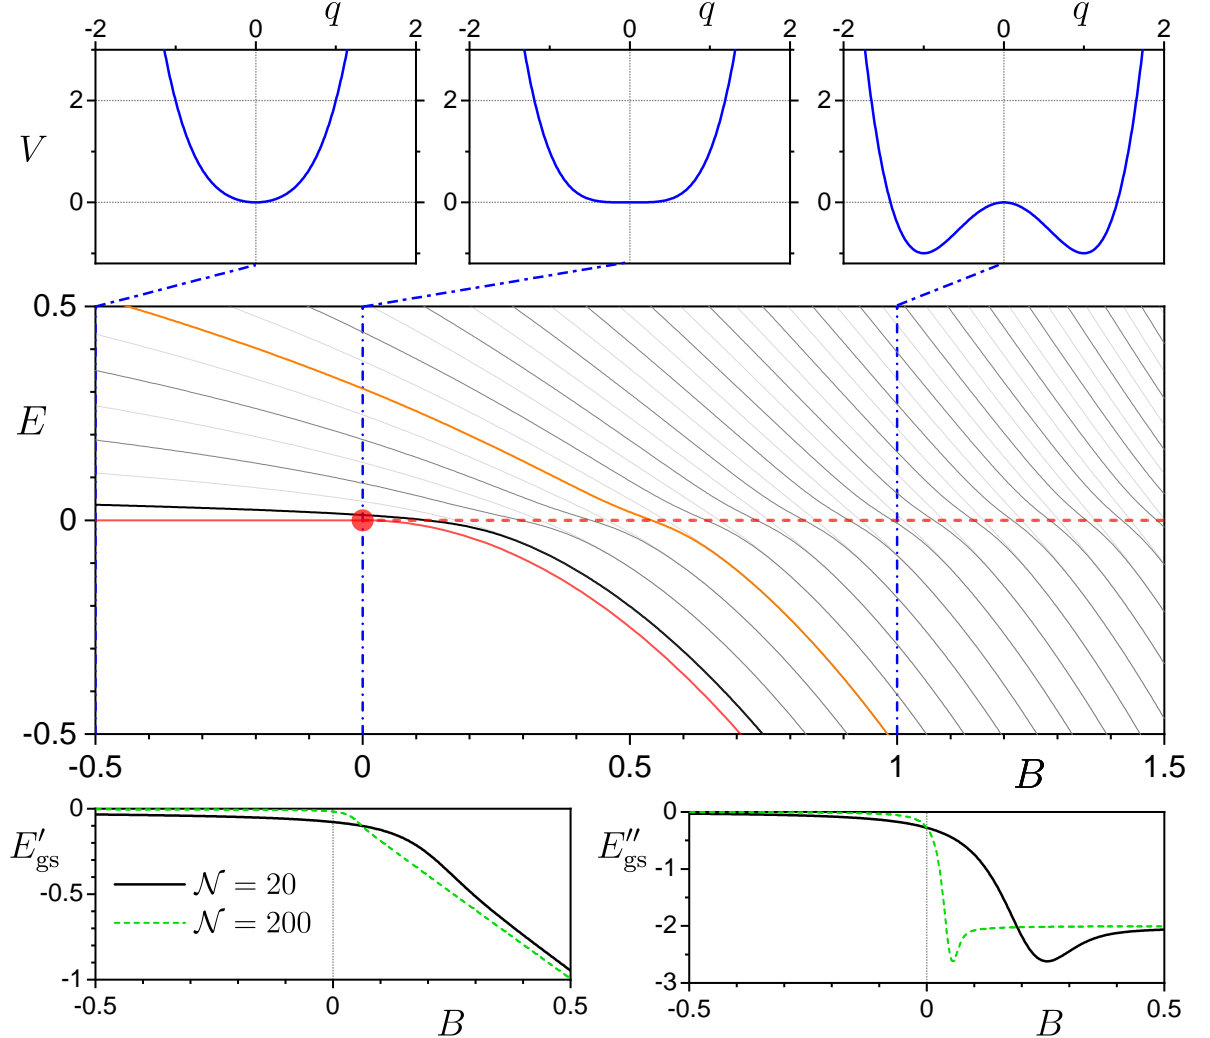 q q q
-2 0 2 -2 0 2 -2 0 2
2 2 2
V
0 0 0
0.5
E
0
-0.5
-0.5 0 0.5 1 B 1.5
0 0
E′gs E″gs
-1
𝒩 = 20
-0.5
𝒩 = 200
-2
-1 -3
-0.5 0 0.5 -0.5 0 0.5
B B